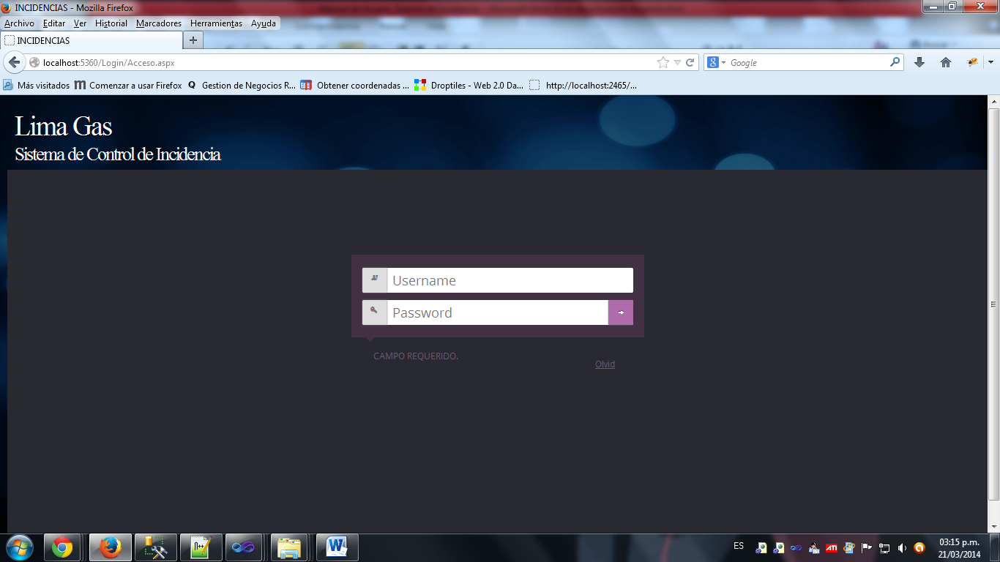 INCIDENCIAS - Mozilla Firefox
Archivo Editar Ver Historial Marcadores Herramientas Ayuda
INCIDENCIAS
localhost:5360/Login/Acceso.aspx
Google
Más visitados
Comenzar a usar Firefox
Gestion de Negocios R...
Obtener coordenadas ...
Droptiles - Web 2.0 Da...
http://localhost:2465/...
Lima Gas
Sistema de Control de Incidencia
Username
Password
CAMPO REQUERIDO.
Olvid
ES
03:15 p.m.
21/03/2014